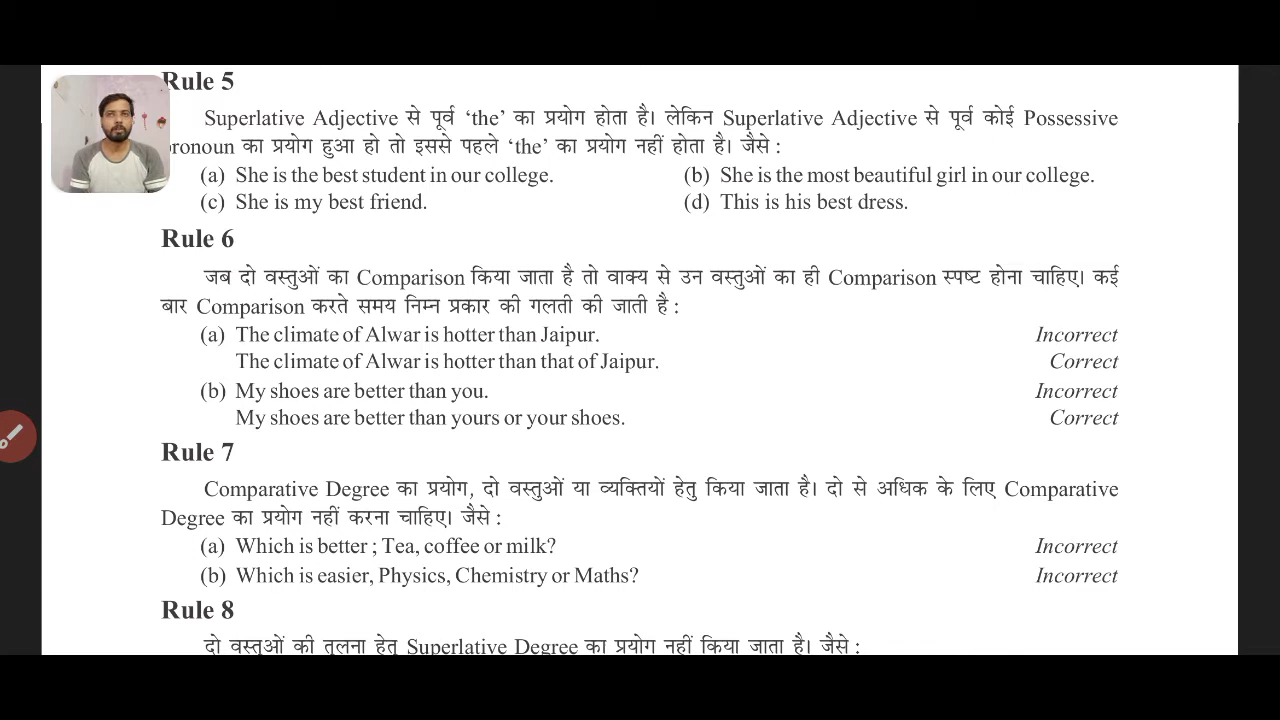 Rule 5
Superlative Adjective से पूर्व ‘the’ का प्रयोग होता है। लेकिन Superlative Adjective से पूर्व कोई Possessive
pronoun का प्रयोग हुआ हो तो इससे पहले ‘the’ का प्रयोग नहीं होता है। जैसे :
(a) She is the best student in our college. (b) She is the most beautiful girl in our college.
(c) She is my best friend. (d) This is his best dress.
Rule 6
जब दो वस्तुओं का Comparison किया जाता है तो वाक्य से उन वस्तुओं का ही Comparison स्पष्ट होना चाहिए। कई
बार Comparison करते समय निम्न प्रकार की गलती की जाती है :
(a) The climate of Alwar is hotter than Jaipur. Incorrect
The climate of Alwar is hotter than that of Jaipur. Correct
(b) My shoes are better than you. Incorrect
My shoes are better than yours or your shoes. Correct
Rule 7
Comparative Degree का प्रयोग, दो वस्तुओं या व्यक्तियों हेतु किया जाता है। दो से अधिक के लिए Comparative
Degree का प्रयोग नहीं करना चाहिए। जैसे :
(a) Which is better ; Tea, coffee or milk? Incorrect
(b) Which is easier, Physics, Chemistry or Maths? Incorrect
Rule 8
दो वस्तुओं की तुलना हेतु Superlative Degree का प्रयोग नहीं किया जाता है। जैसे :